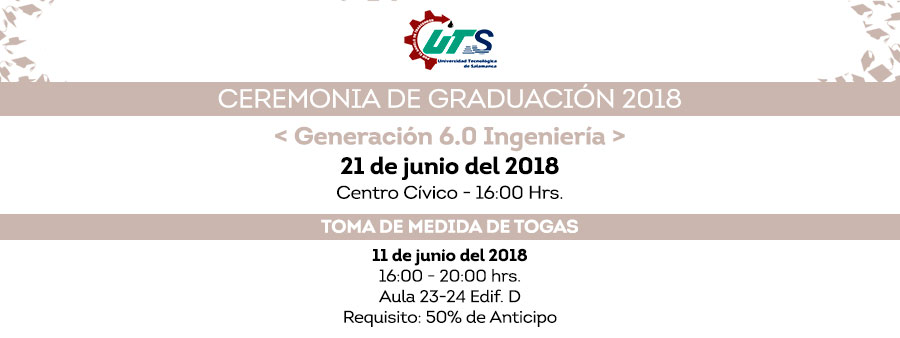 UTS
Universidad Tecnológica
de Salamanca
CEREMONIA DE GRADUACIÓN 2018
< Generación 6.0 Ingeniería >
21 de junio del 2018
Centro Cívico - 16:00 Hrs.
TOMA DE MEDIDA DE TOGAS
11 de junio del 2018
16:00 - 20:00 hrs.
Aula 23-24 Edif. D
Requisito: 50% de Anticipo